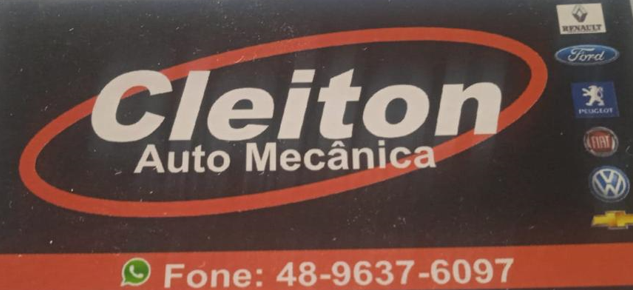 Cleiton
Auto Mecânica
RENAULT
Ford
PEUGEOT
FIAT
Fone: 48-9637-6097